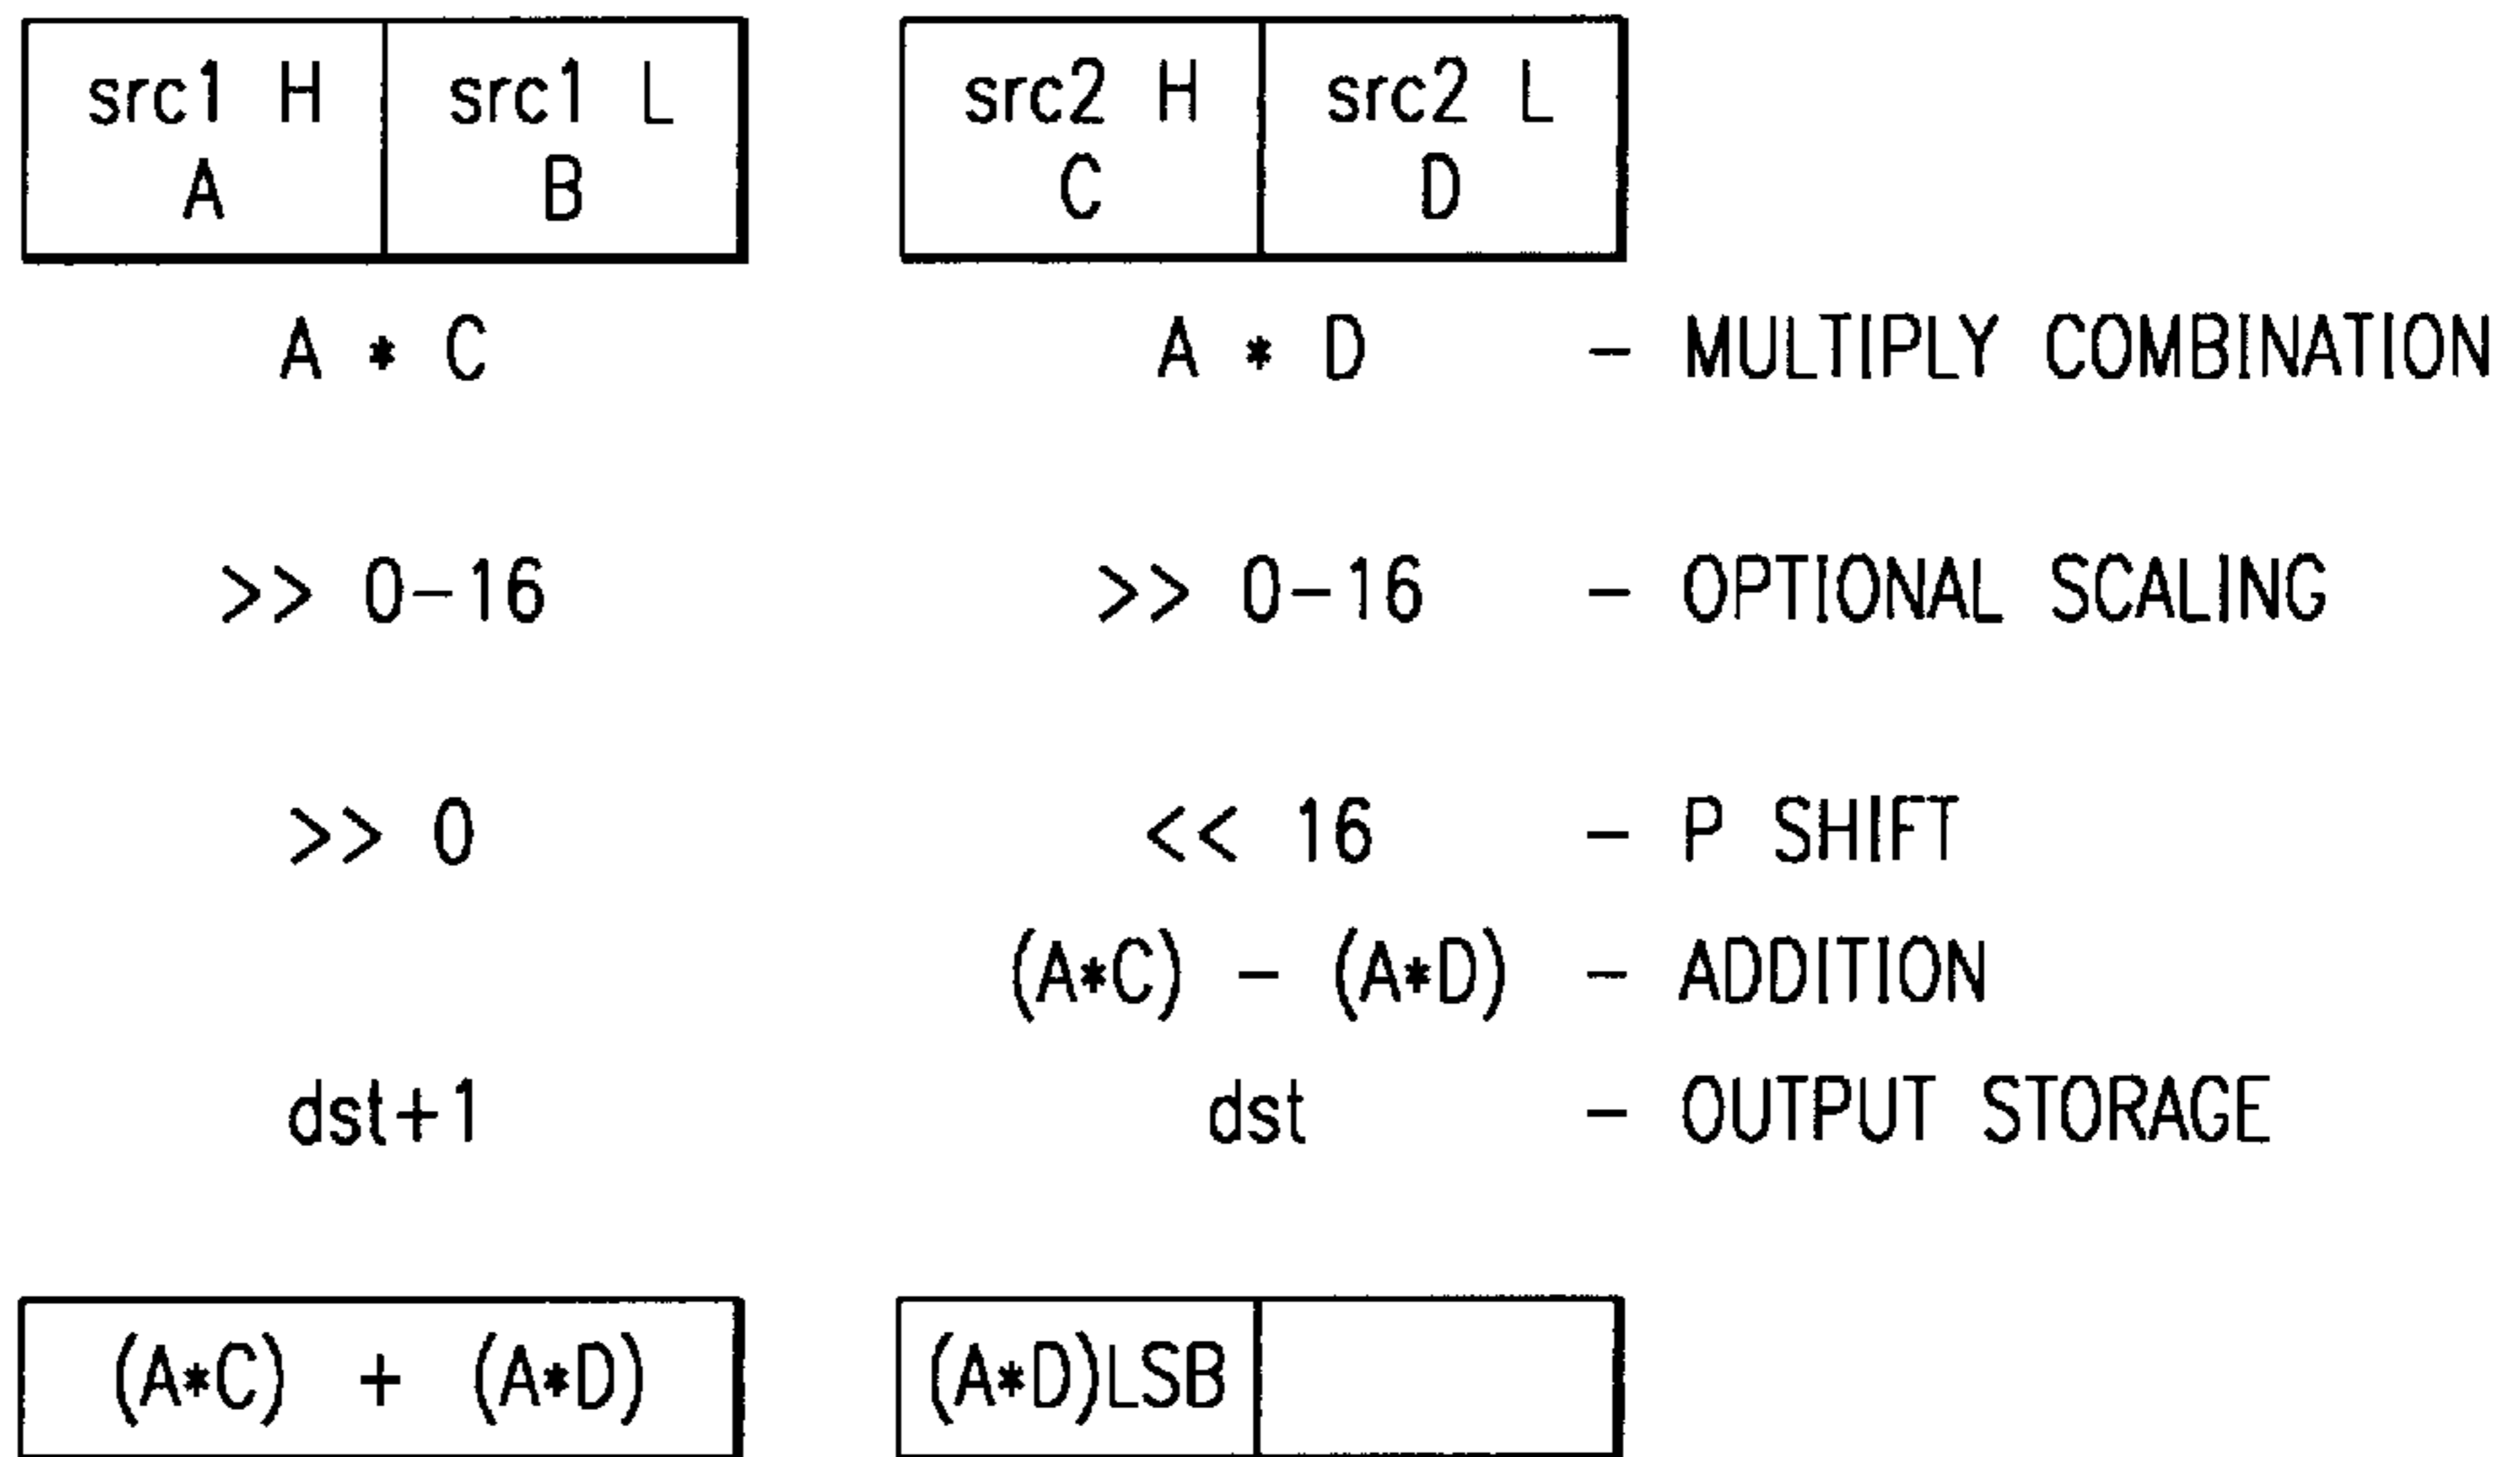 src1 H src1 L src2 H src2 L
A B C D
A * C A * D – MULTIPLY COMBINATION
>> 0–16 >> 0–16 – OPTIONAL SCALING
>> 0 << 16 – P SHIFT
(A*C) – (A*D) – ADDITION
dst+1 dst – OUTPUT STORAGE
(A*C) + (A*D) (A*D)LSB